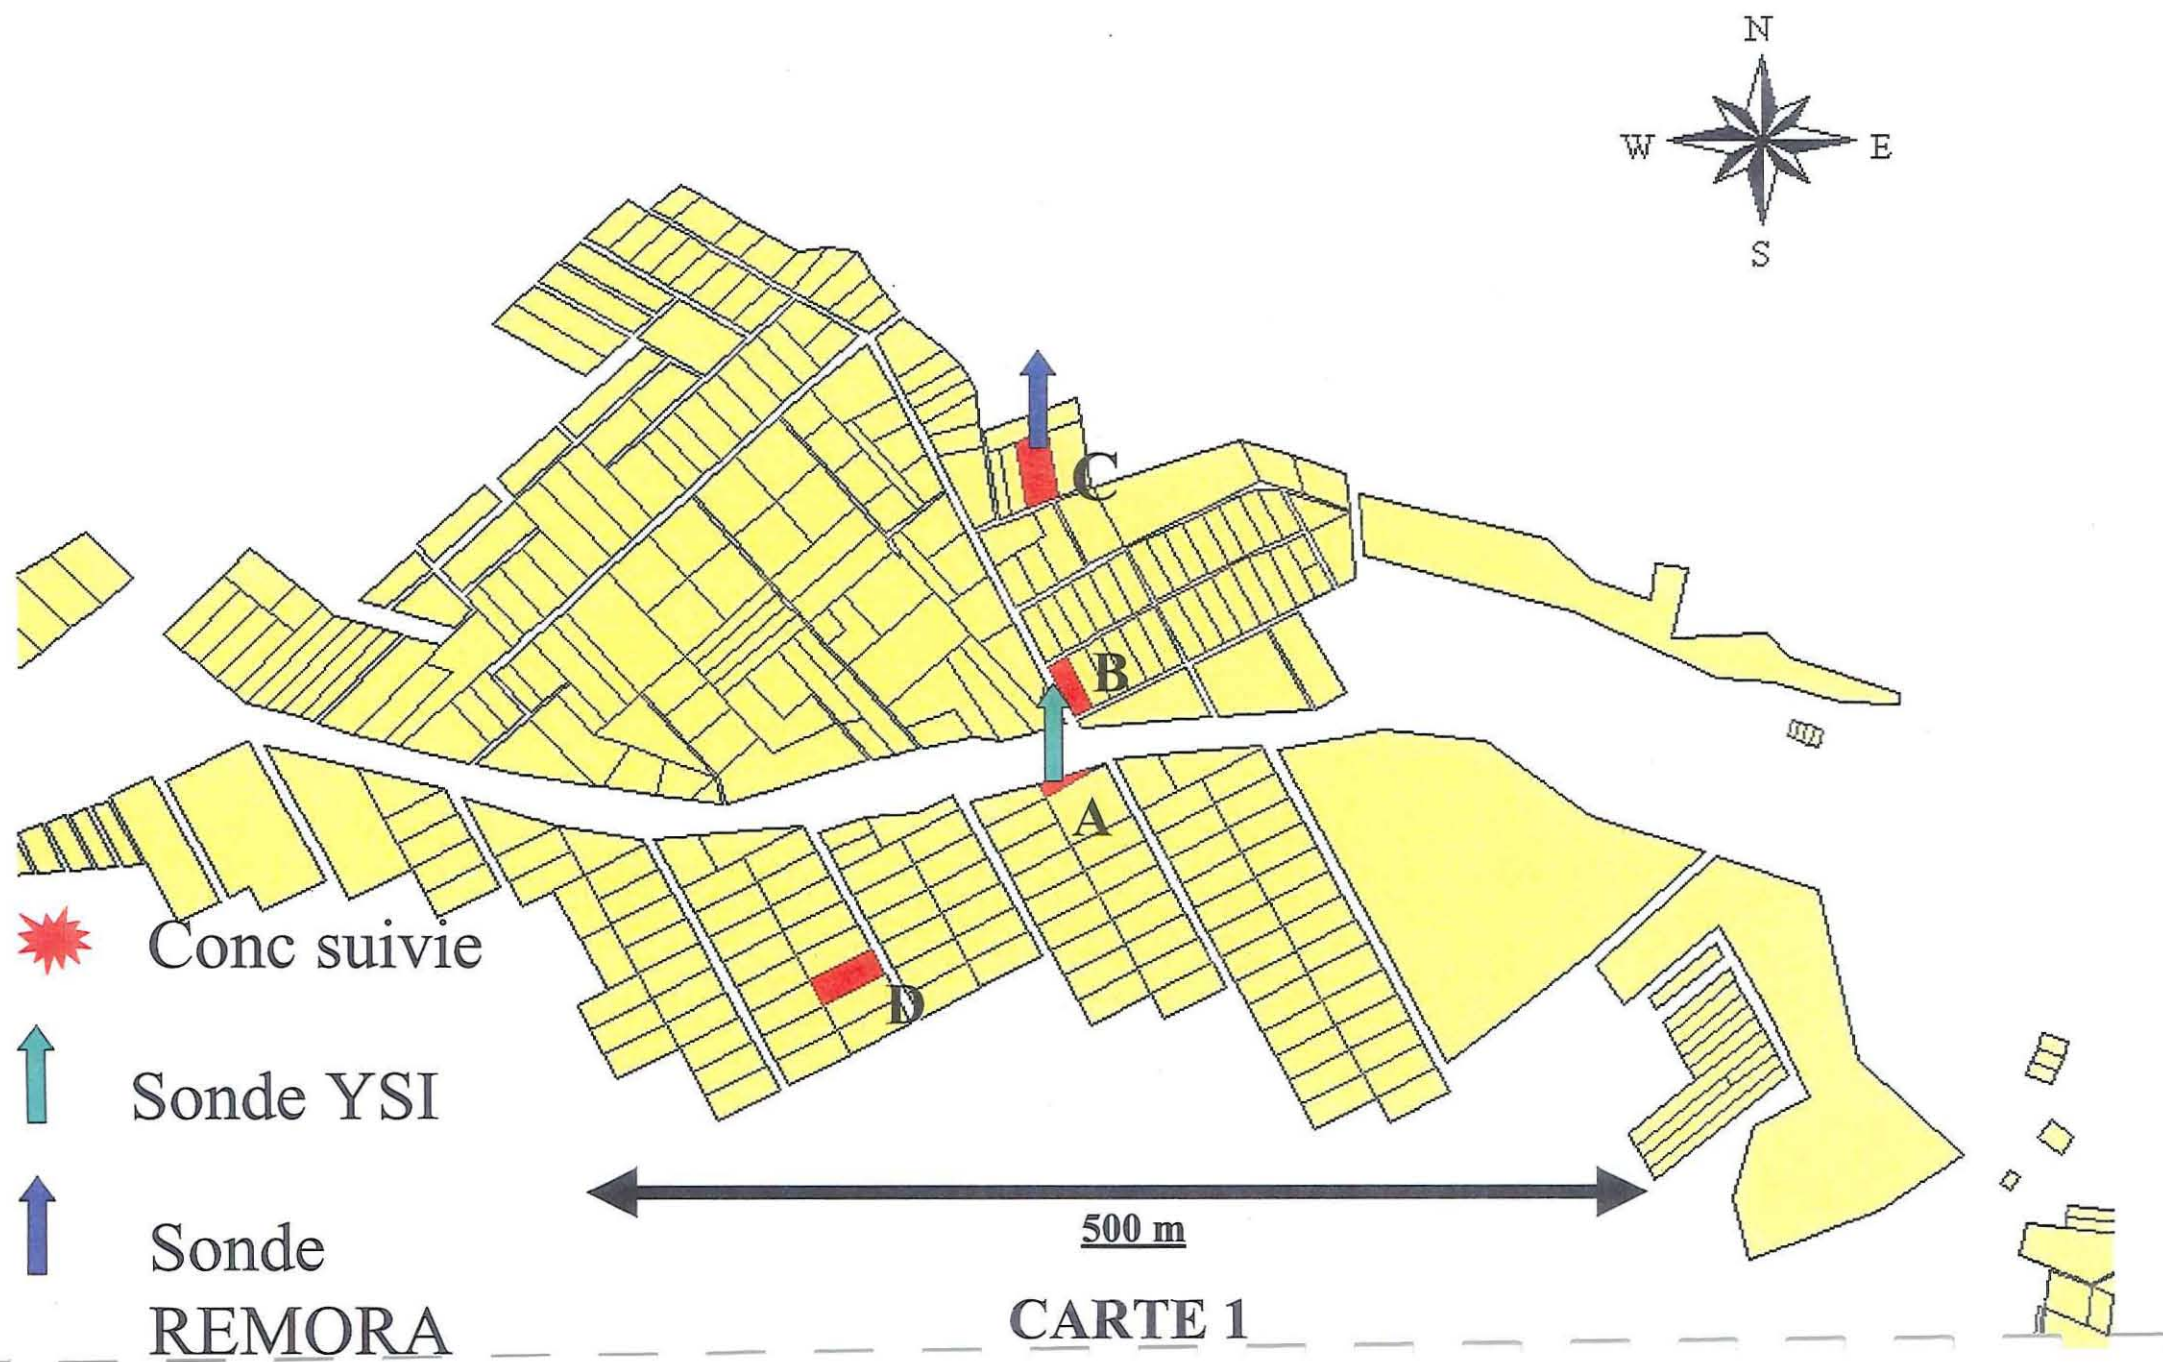 N
W E
S
C
B
A
D
Conc suivie
Sonde YSI
Sonde
REMORA
500 m
CARTE 1